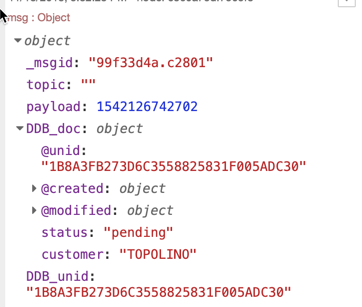 msg : Object
object
_msgid: "99f33d4a.c2801"
topic: ""
payload: 1542126742702
DDB_doc: object
@unid:
"1B8A3FB273D6C3558825831F005ADC30"
@created: object
@modified: object
status: "pending"
customer: "TOPOLINO"
DDB_unid:
"1B8A3FB273D6C3558825831F005ADC30"